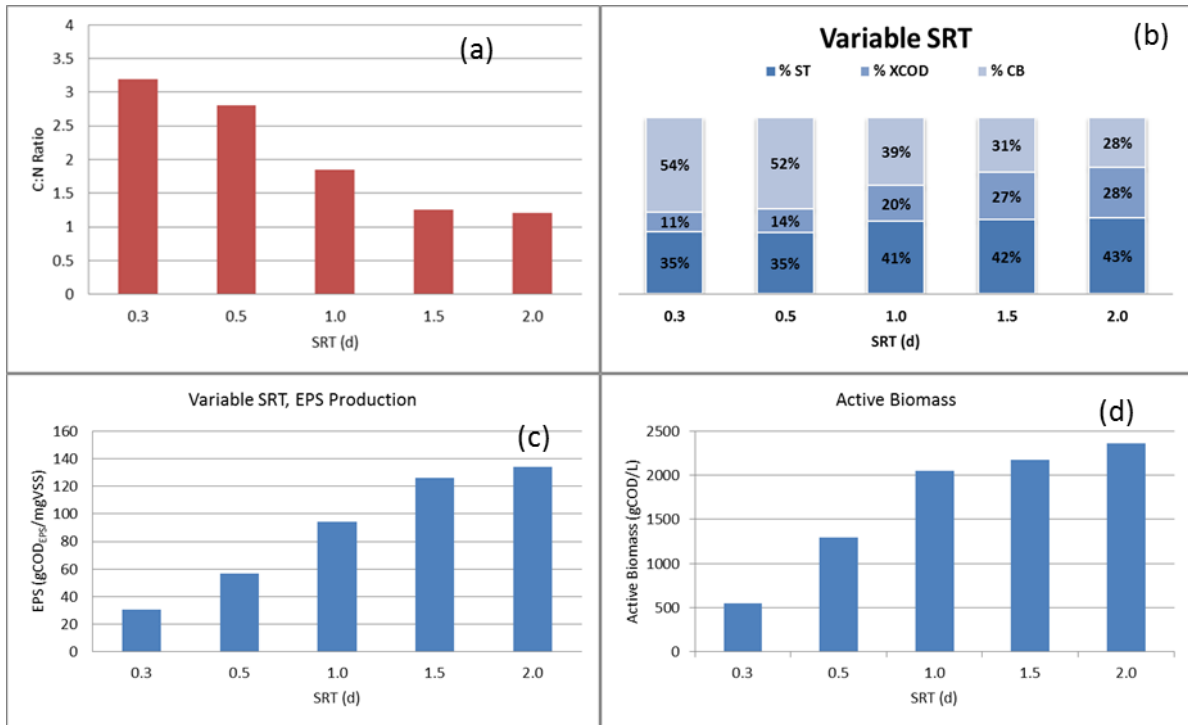 (a)
C:N Ratio
4
3.5
3
2.5
2
1.5
1
0.5
0
0.3 0.5 1.0 1.5 2.0
SRT (d)
(b)
Variable SRT
% ST % XCOD % CB
54% 52% 39% 31% 28%
11% 14% 20% 27% 28%
35% 35% 41% 42% 43%
0.3 0.5 1.0 1.5 2.0
SRT (d)
Variable SRT, EPS Production
(c)
EPS (gCOD_EPS/mgVSS)
160
140
120
100
80
60
40
20
0
0.3 0.5 1.0 1.5 2.0
SRT (d)
Active Biomass
(d)
Active Biomass (gCOD/L)
2500
2000
1500
1000
500
0
0.3 0.5 1.0 1.5 2.0
SRT (d)